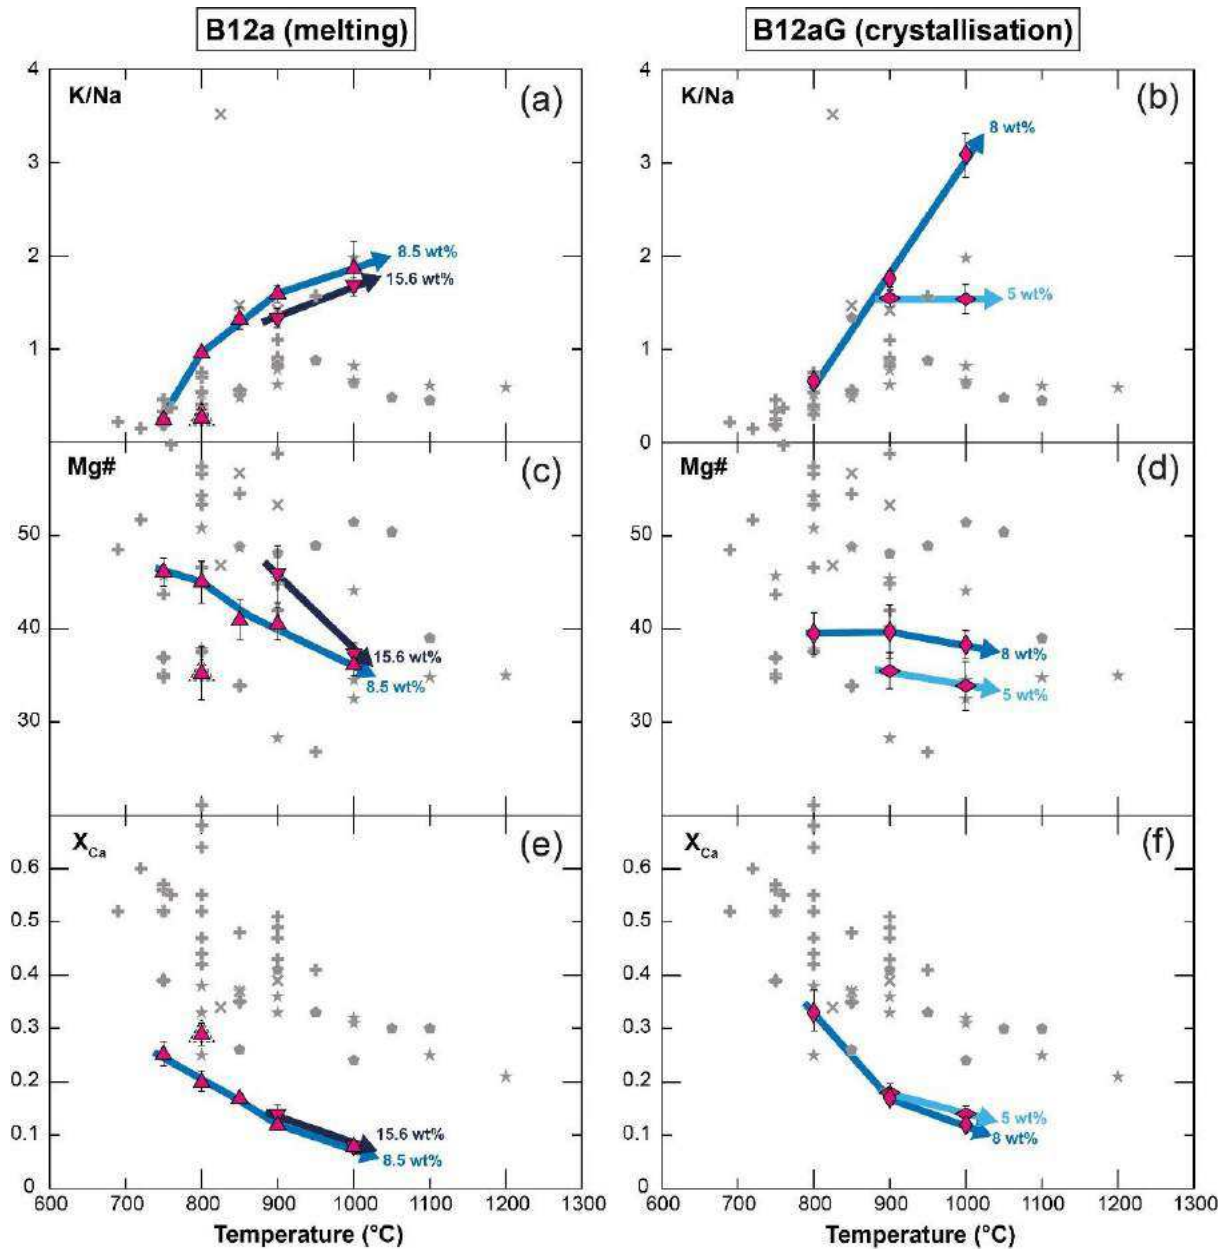 B12a (melting)
B12aG (crystallisation)
4
3
2
1
K/Na
(a)
8.5 wt%
15.6 wt%
4
3
2
1
0
K/Na
(b)
8 wt%
5 wt%
50
40
30
Mg#
(c)
15.6 wt%
8.5 wt%
50
40
30
Mg#
(d)
8 wt%
5 wt%
0.6
0.5
0.4
0.3
0.2
0.1
0
XCa
(e)
15.6 wt%
8.5 wt%
0.6
0.5
0.4
0.3
0.2
0.1
0
XCa
(f)
5 wt%
8 wt%
600 700 800 900 1000 1100 1200 1300
Temperature (°C)
600 700 800 900 1000 1100 1200 1300
Temperature (°C)